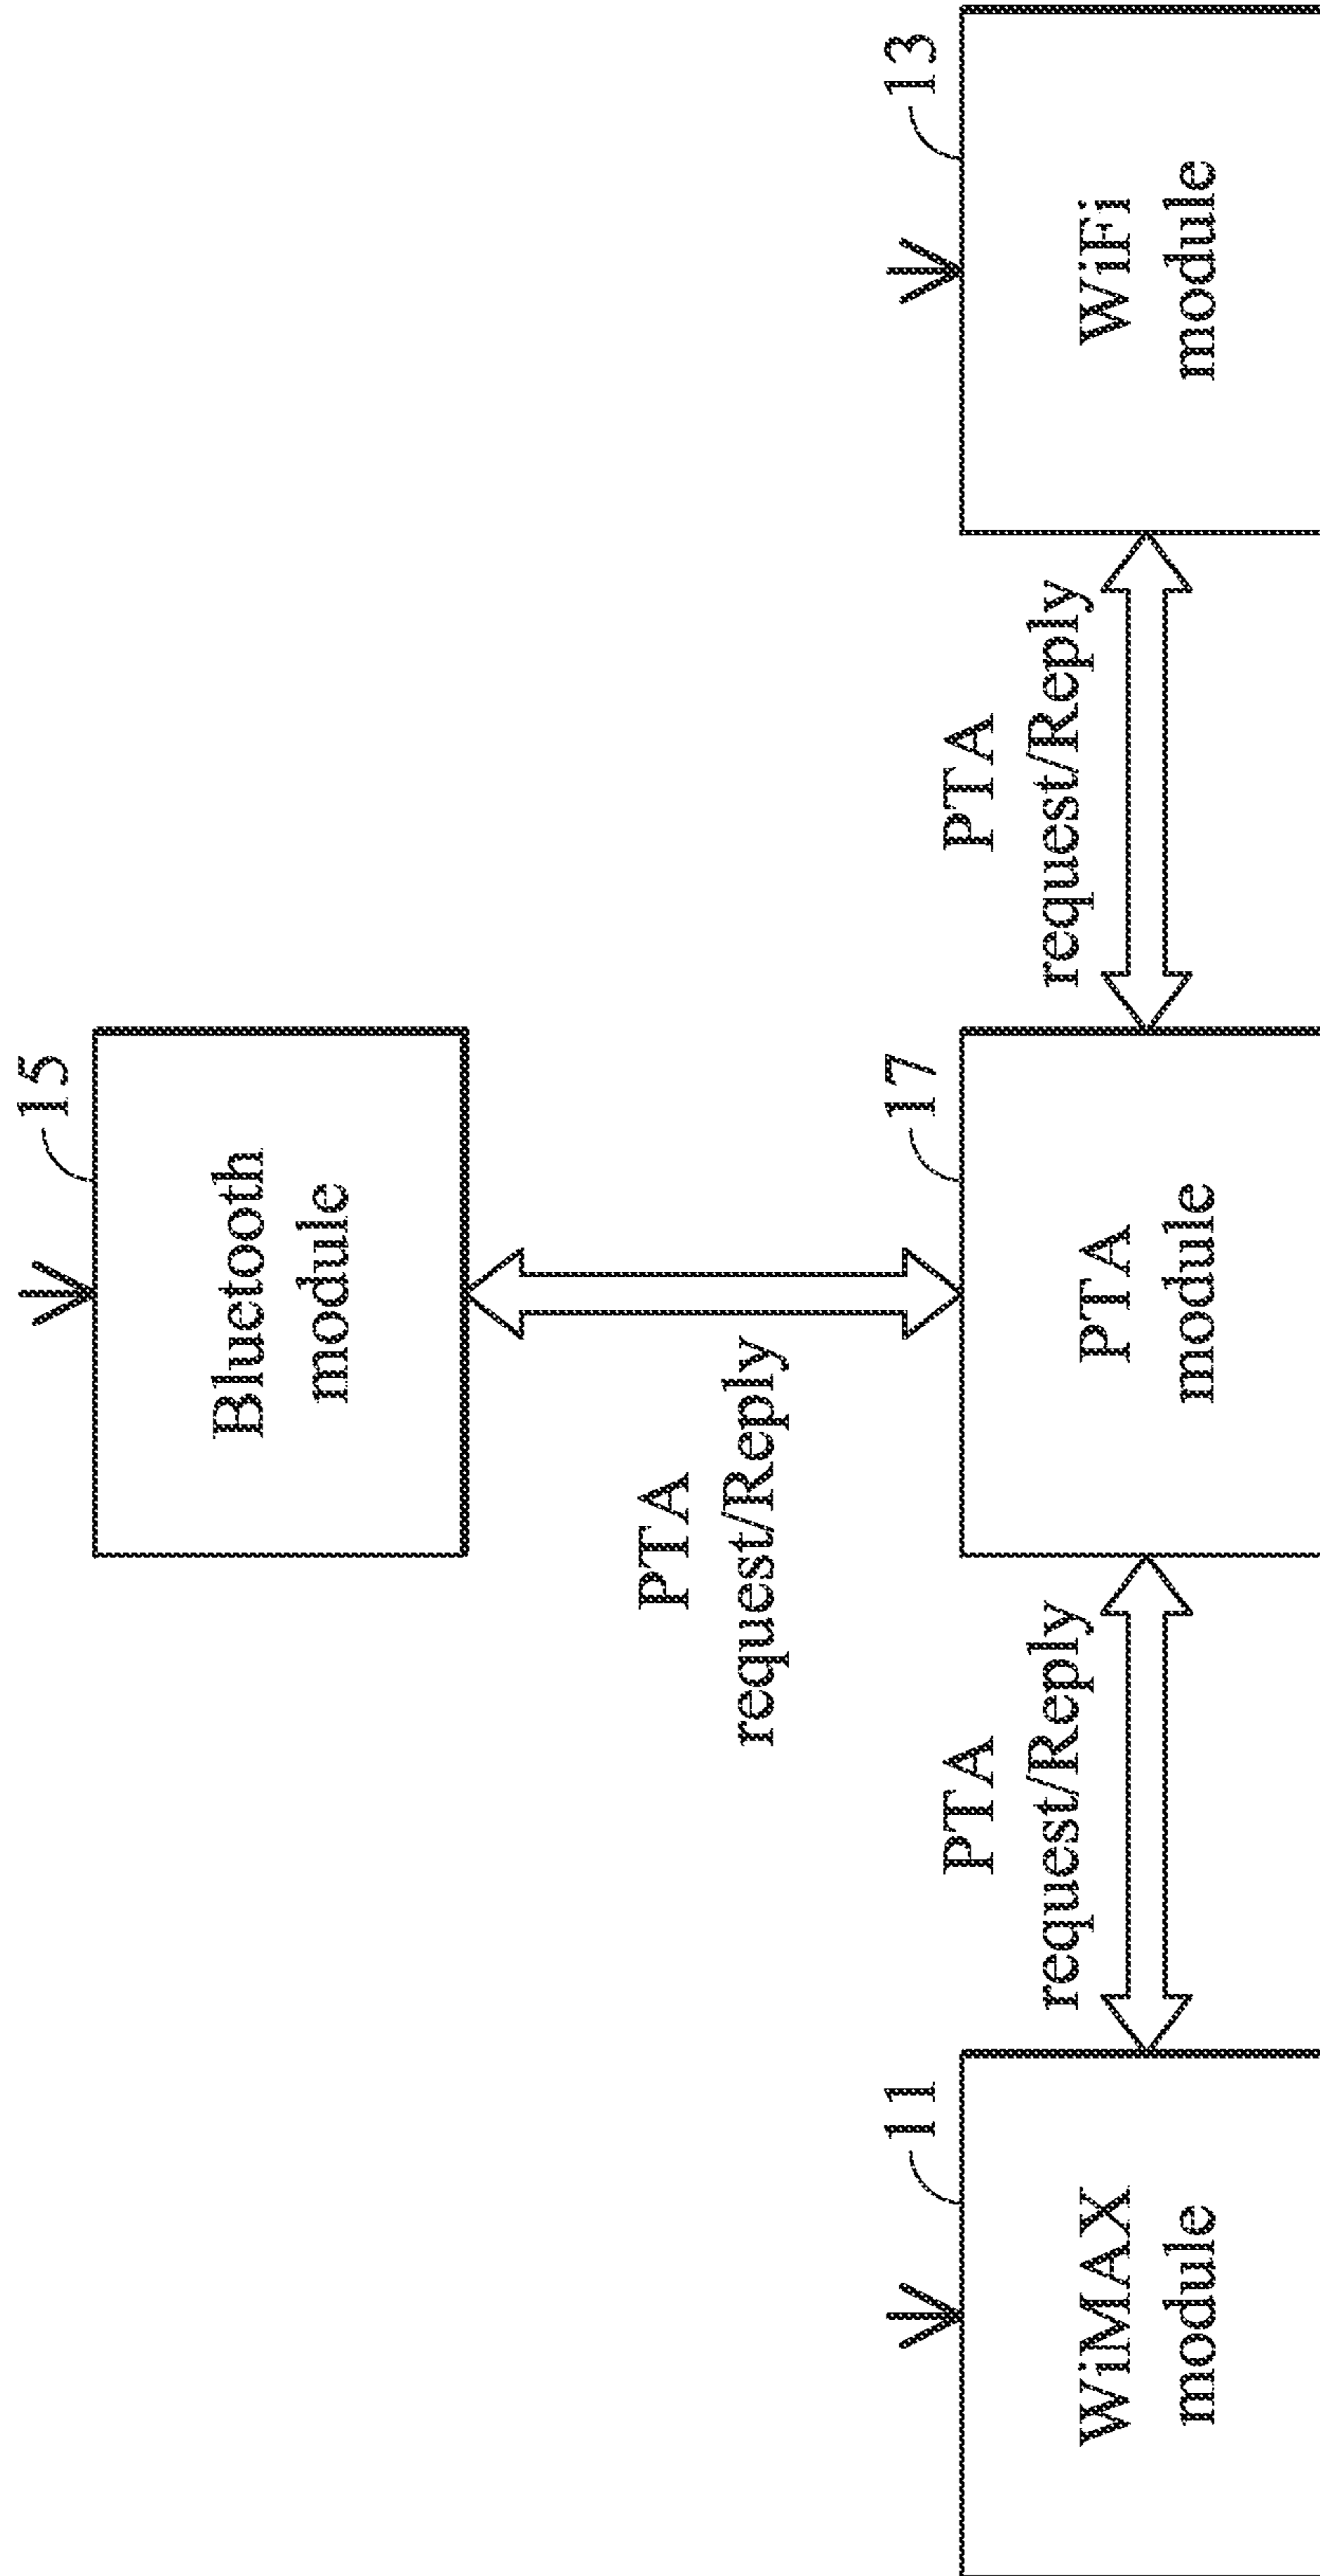 15
Bluetooth
module
PTA
request/Reply
11
WiMAX
module
PTA
request/Reply
17
PTA
module
PTA
request/Reply
13
WiFi
module